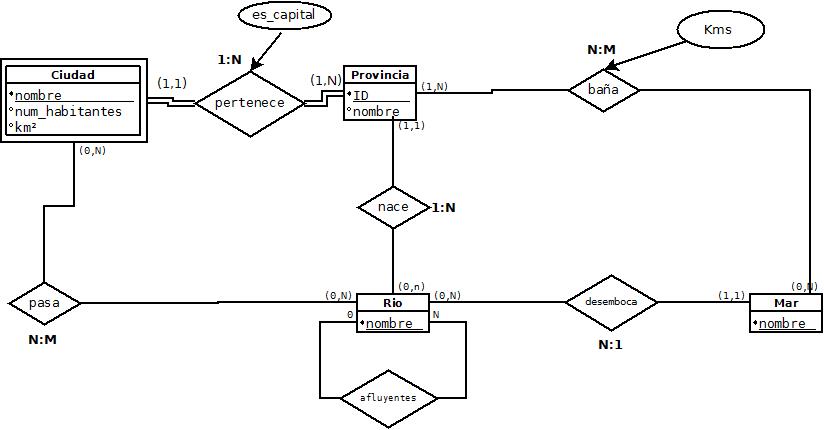 es_capital
Kms
1:N
N:M
Ciudad
nombre
num_habitantes
km²
(1,1)
pertenece
(1,N)
Provincia
ID
nombre
(1,N)
baña
(1,1)
(0,N)
nace
1:N
pasa
N:M
(0,N)
(0,n)
(0,N)
Rio
nombre
0
N
afluyentes
desemboca
N:1
(1,1)
(0,N)
Mar
nombre